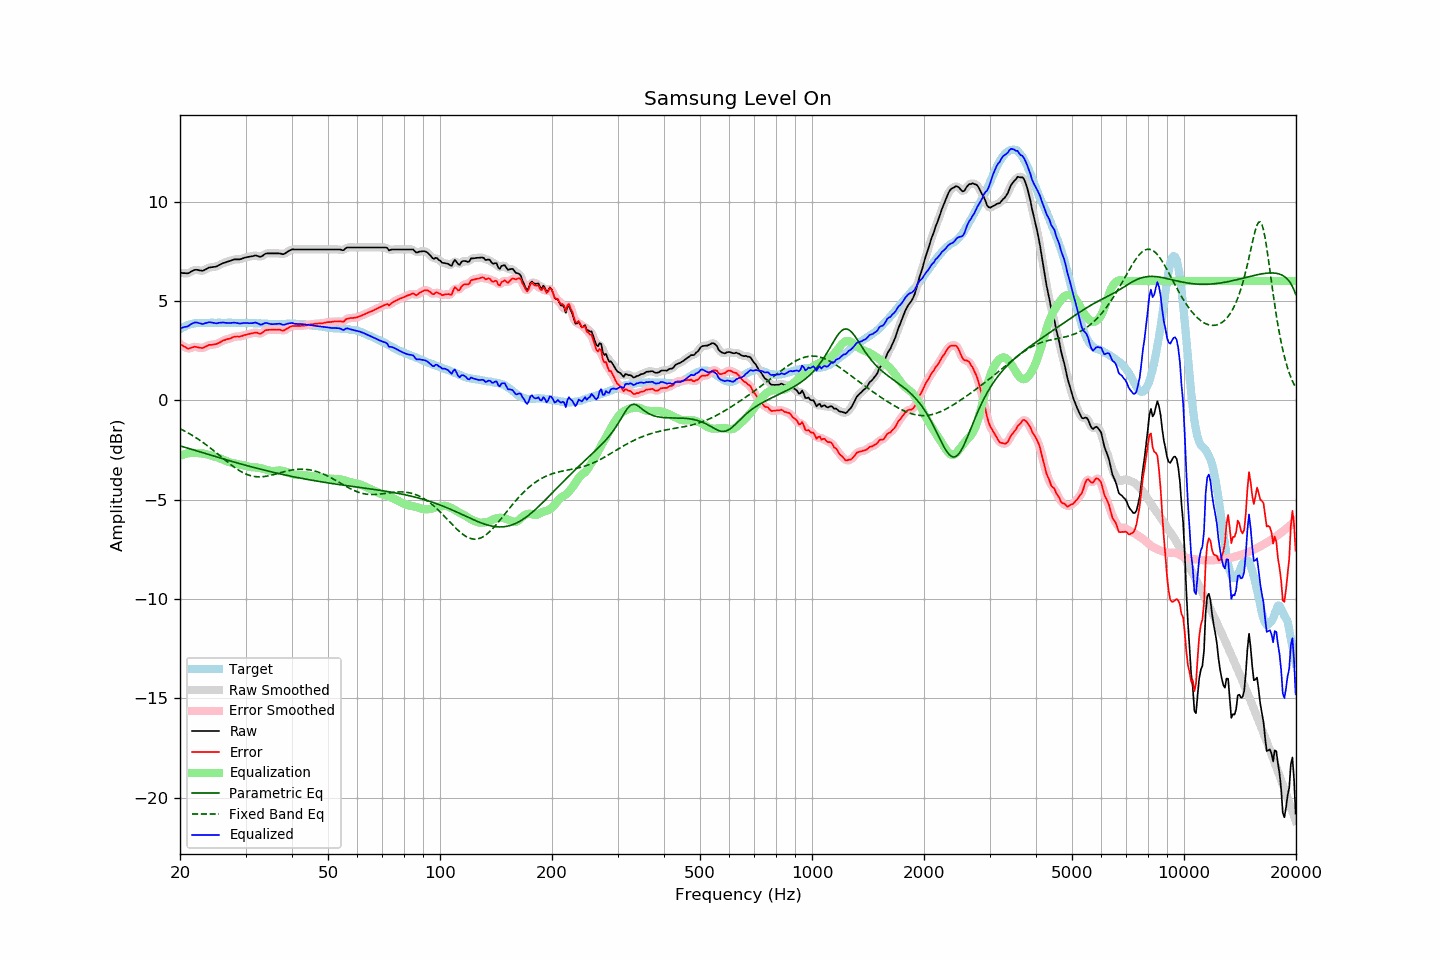 Samsung Level On
Amplitude (dBr)
10
5
0
−5
−10
−15
−20
Target
Raw Smoothed
Error Smoothed
Raw
Error
Equalization
Parametric Eq
Fixed Band Eq
Equalized
20 50 100 200 500 1000 2000 5000 10000 20000
Frequency (Hz)